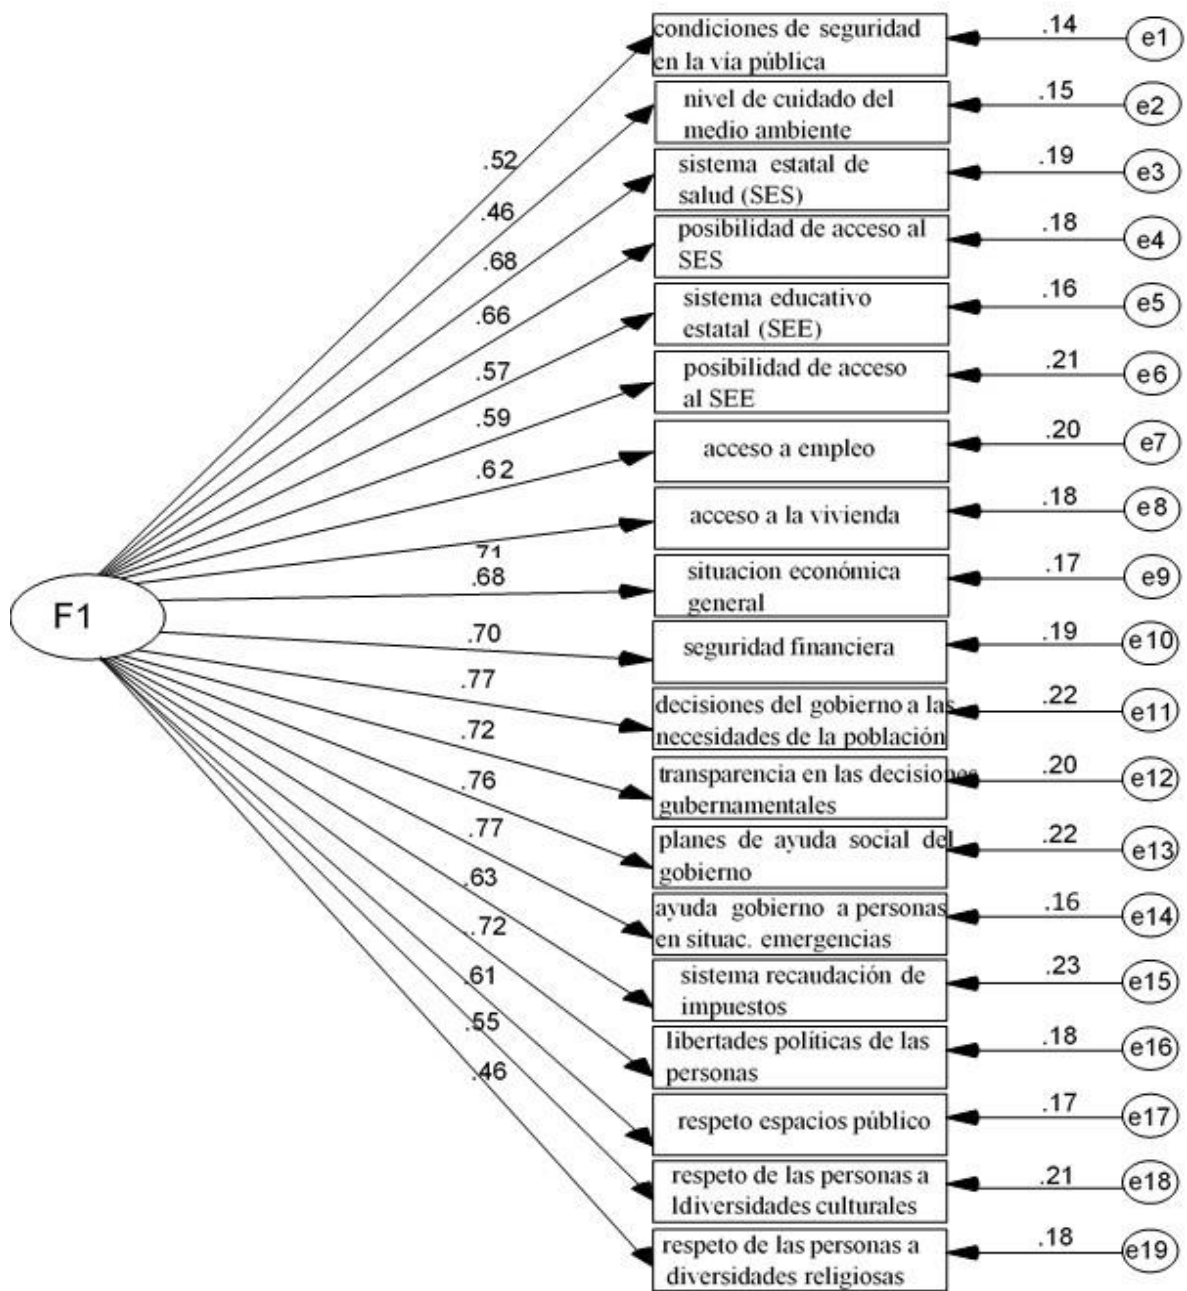 condiciones de seguridad
en la vía pública
.14
e1
nivel de cuidado del
medio ambiente
.15
e2
sistema estatal de
salud (SES)
.19
e3
posibilidad de acceso al
SES
.18
e4
sistema educativo
estatal (SEE)
.16
e5
posibilidad de acceso
al SEE
.21
e6
acceso a empleo
.20
e7
acceso a la vivienda
.18
e8
situacion económica
general
.17
e9
seguridad financiera
.19
e10
decisiones del gobierno a las
necesidades de la población
.22
e11
transparencia en las decisiones
gubernamentales
.20
e12
planes de ayuda social del
gobierno
.22
e13
ayuda gobierno a personas
en situac. emergencias
.16
e14
sistema recaudación de
impuestos
.23
e15
libertades políticas de las
personas
.18
e16
respeto espacios público
.17
e17
respeto de las personas a
ldiversidades culturales
.21
e18
respeto de las personas a
diversidades religiosas
.18
e19
F1
.52
.46
.68
.66
.57
.59
.62
.71
.68
.70
.77
.72
.76
.77
.63
.72
.61
.55
.46